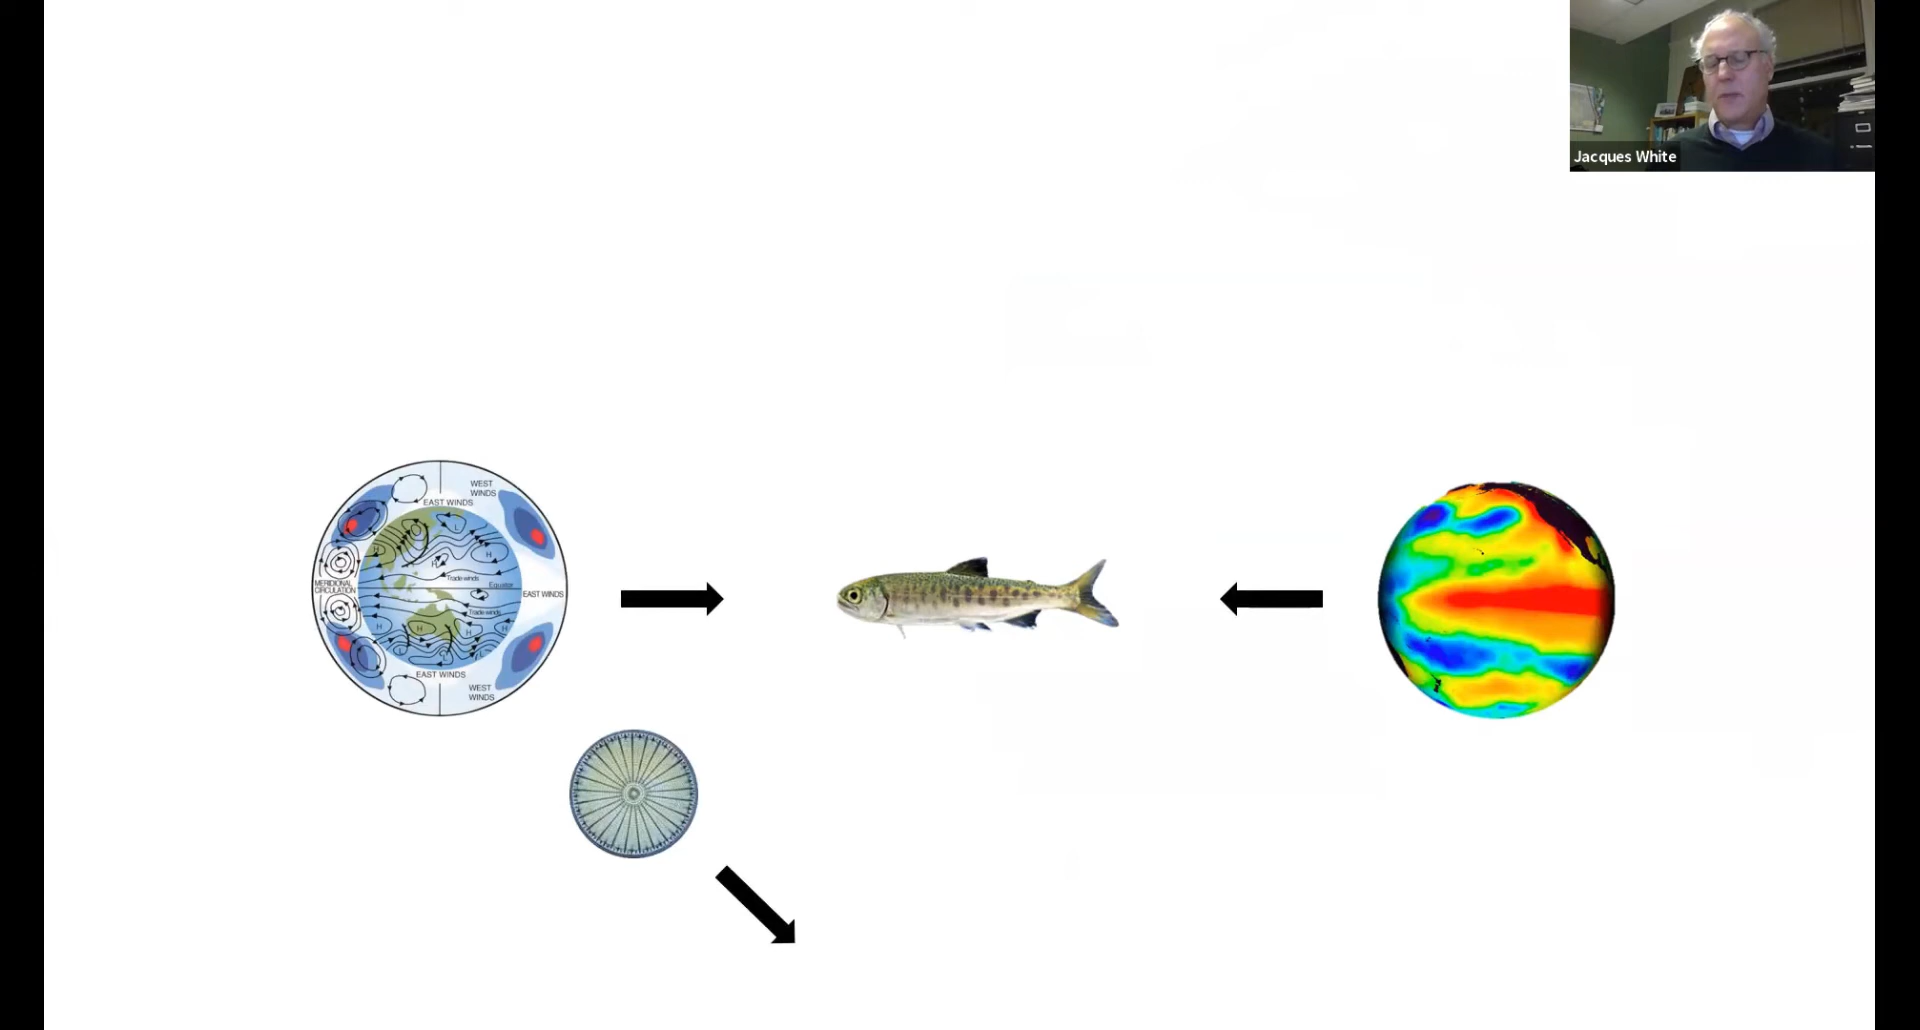 Jacques White
WEST
WINDS
EAST WINDS
L
H
H
H
Trade winds
Equator
MERIDIONAL
CIRCULATION
EAST WINDS
Trade winds
H
H
H
H
L
L
L
EAST WINDS
WEST
WINDS